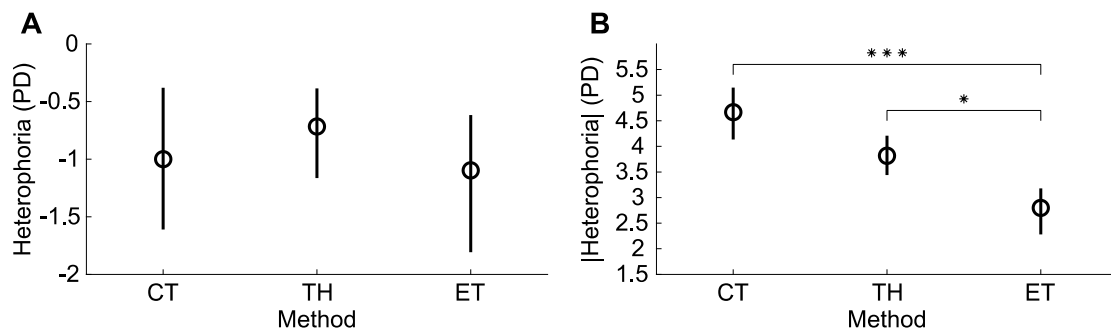 A
Heterophoria (PD)
0
-0.5
-1
-1.5
-2
CT TH ET
Method
B
|Heterophoria| (PD)
5.5
5
4.5
4
3.5
3
2.5
2
1.5
***
*
CT TH ET
Method